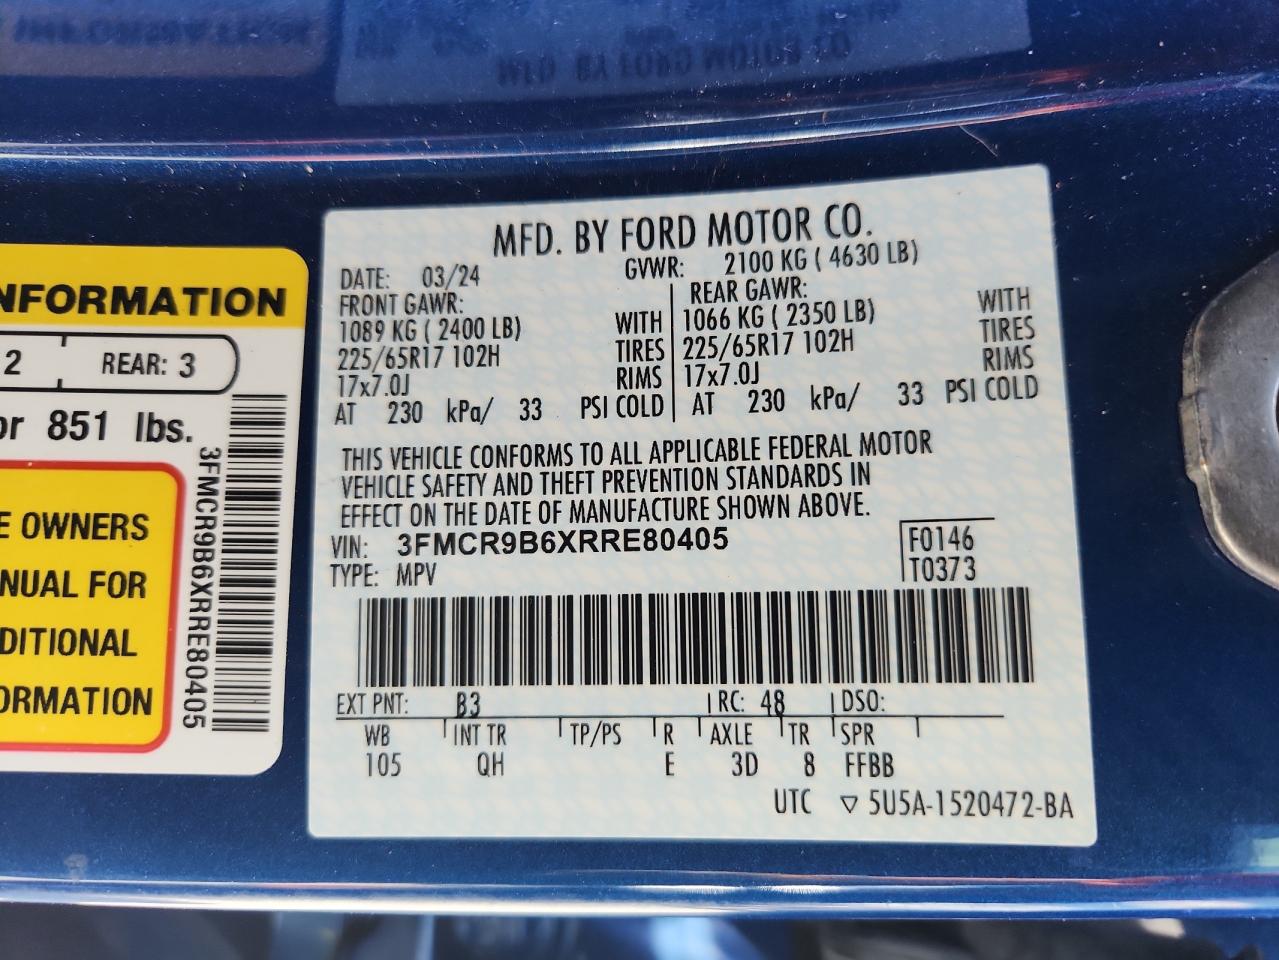 MFD. BY FORD MOTOR CO.
NFORMATION
2 REAR: 3
or 851 lbs.
E OWNERS
NUAL FOR
DITIONAL
ORMATION
3FMCR9B6XRRE80405
MFD. BY FORD MOTOR CO.
DATE: 03/24 GVWR: 2100 KG ( 4630 LB)
FRONT GAWR: REAR GAWR:
1089 KG ( 2400 LB) WITH 1066 KG ( 2350 LB) WITH
225/65R17 102H TIRES 225/65R17 102H TIRES
17x7.0J RIMS 17x7.0J RIMS
AT 230 kPa/ 33 PSI COLD AT 230 kPa/ 33 PSI COLD
THIS VEHICLE CONFORMS TO ALL APPLICABLE FEDERAL MOTOR
VEHICLE SAFETY AND THEFT PREVENTION STANDARDS IN
EFFECT ON THE DATE OF MANUFACTURE SHOWN ABOVE.
VIN: 3FMCR9B6XRRE80405 F0146
TYPE: MPV T0373
EXT PNT: B3 RC: 48 DSO:
WB INT TR TP/PS R AXLE TR SPR
105 QH E 3D 8 FFBB
UTC ▽ 5U5A-1520472-BA